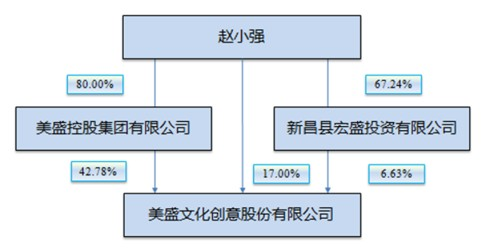 赵小强
80.00%
67.24%
美盛控股集团有限公司
新昌县宏盛投资有限公司
42.78%
17.00%
6.63%
美盛文化创意股份有限公司